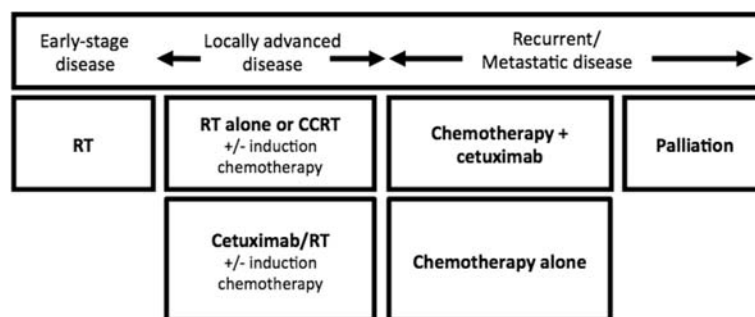 Early-stage
disease
Locally advanced
disease
Recurrent/
Metastatic disease
RT
RT alone or CCRT
+/- induction
chemotherapy
Chemotherapy +
cetuximab
Palliation
Cetuximab/RT
+/- induction
chemotherapy
Chemotherapy alone